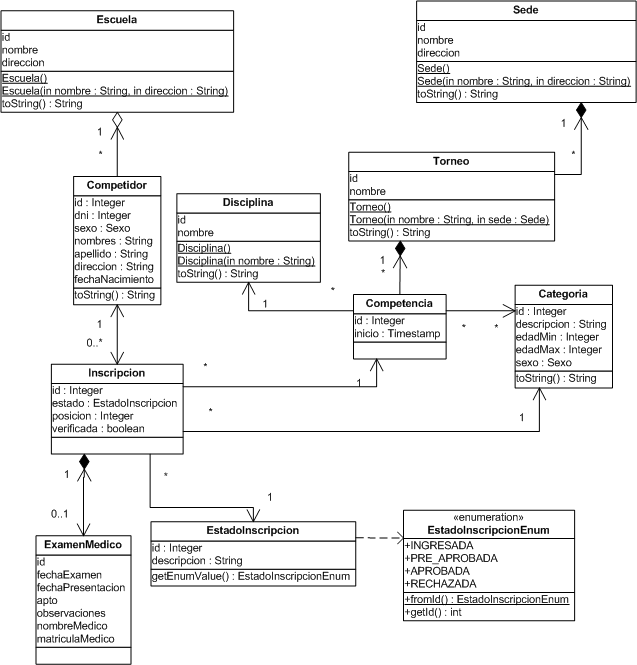 Escuela
id
nombre
direccion
Escuela()
Escuela(in nombre : String, in direccion : String)
toString() : String
Sede
id
nombre
direccion
Sede()
Sede(in nombre : String, in direccion : String)
toString() : String
1
*
1
*
Torneo
id
nombre
Torneo()
Torneo(in nombre : String, in sede : Sede)
toString() : String
Competidor
id : Integer
dni : Integer
sexo : Sexo
nombres : String
apellido : String
direccion : String
fechaNacimiento
toString() : String
Disciplina
id
nombre
Disciplina()
Disciplina(in nombre : String)
toString() : String
1
*
*
1
Competencia
id : Integer
inicio : Timestamp
*
*
Categoria
id : Integer
descripcion : String
edadMin : Integer
edadMax : Integer
sexo : Sexo
toString() : String
1
0..*
Inscripcion
id : Integer
estado : EstadoInscripcion
posicion : Integer
verificada : boolean
*
1
*
1
1
0..1
*
1
ExamenMedico
id
fechaExamen
fechaPresentacion
apto
observaciones
nombreMedico
matriculaMedico
EstadoInscripcion
id : Integer
descripcion : String
getEnumValue() : EstadoInscripcionEnum
«enumeration»
EstadoInscripcionEnum
+INGRESADA
+PRE_APROBADA
+APROBADA
+RECHAZADA
+fromId() : EstadoInscripcionEnum
+getId() : int